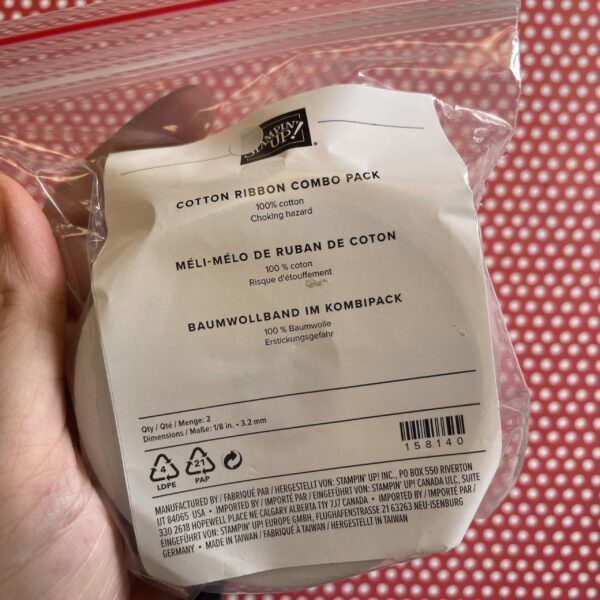 STAMPIN' UP!®
COTTON RIBBON COMBO PACK
100% cotton
Choking hazard
MÉLI-MÉLO DE RUBAN DE COTON
100 % coton
Risque d'étouffement
BAUMWOLLBAND IM KOMBIPACK
100 % Baumwolle
Erstickungsgefahr
Qty / Qté / Menge: 2
Dimensions / Maße: 1/8 in. • 3.2 mm
158140
4
LDPE
21
PAP
MANUFACTURED BY / FABRIQUÉ PAR / HERGESTELLT VON: STAMPIN' UP! INC., PO BOX 550 RIVERTON
UT 84065 USA • IMPORTED BY / IMPORTÉ PAR / EINGEFÜHRT VON: STAMPIN' UP! CANADA ULC, SUITE
330 2618 HOPEWELL PLACE NE CALGARY ALBERTA T1Y 7J7 CANADA • IMPORTED BY / IMPORTÉ PAR /
EINGEFÜHRT VON: STAMPIN' UP! EUROPE GMBH, FLUGHAFENSTRASSE 21 63263 NEU-ISENBURG
GERMANY • MADE IN TAIWAN / FABRIQUÉ À TAIWAN / HERGESTELLT IN TAIWAN